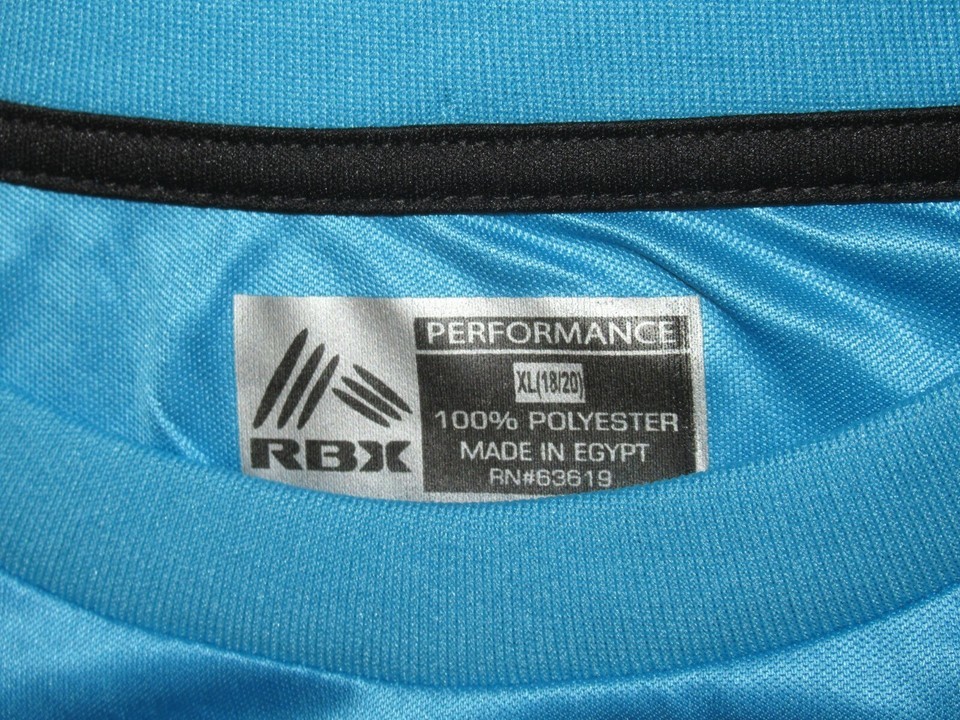 PERFORMANCE
XL(18/20)
100% POLYESTER
MADE IN EGYPT
RN#63619
RBX